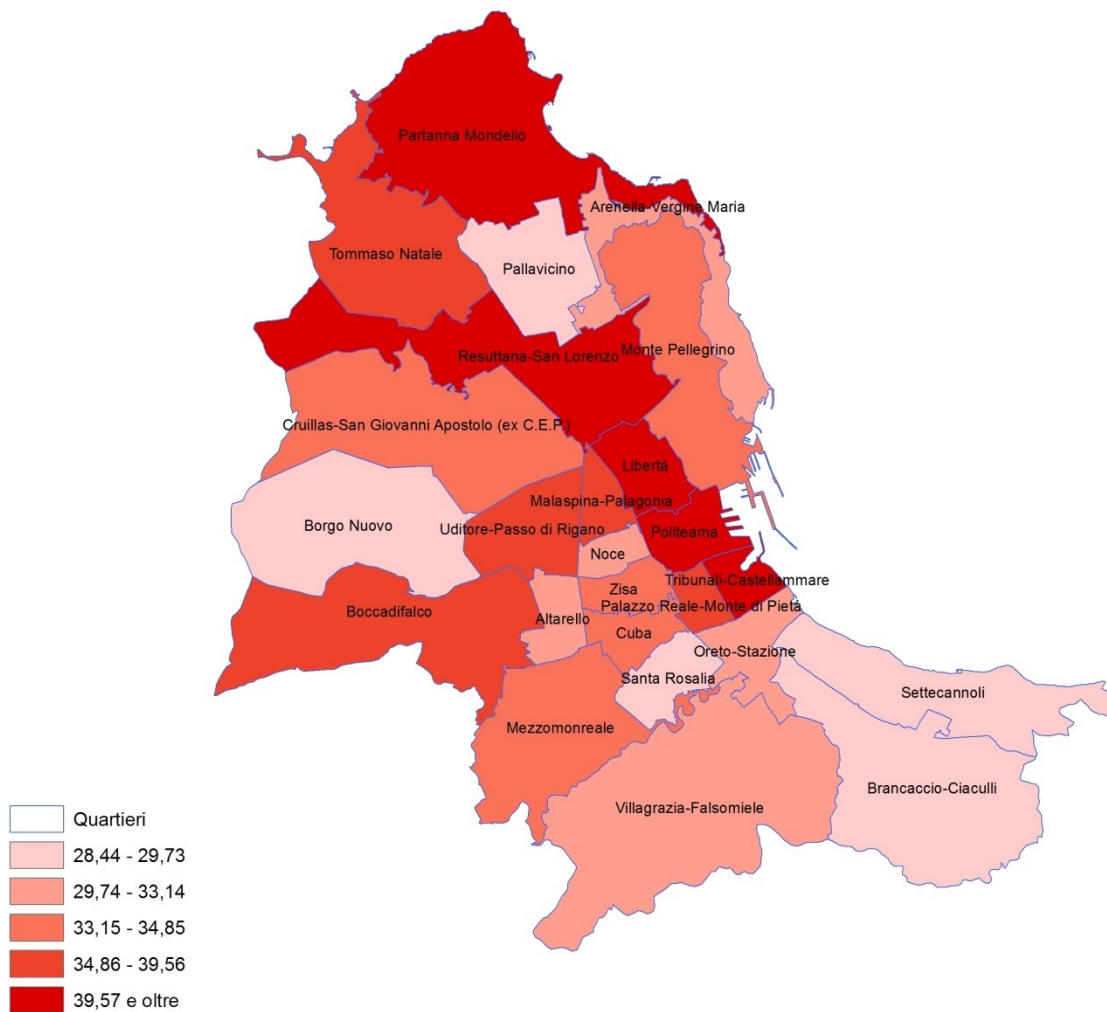 Partanna Mondello
Arenella-Vergine Maria
Tommaso Natale
Pallavicino
Resuttana-San Lorenzo
Monte Pellegrino
Cruillas-San Giovanni Apostolo (ex C.E.P.)
Libertà
Malaspina-Palagonia
Borgo Nuovo
Uditore-Passo di Rigano
Politeama
Noce
Tribunali-Castellammare
Zisa
Palazzo Reale-Monte di Pietà
Boccadifalco
Altarello
Cuba
Oreto-Stazione
Santa Rosalia
Settecannoli
Mezzomonreale
Brancaccio-Ciaculli
Villagrazia-Falsomiele
Quartieri
28,44 - 29,73
29,74 - 33,14
33,15 - 34,85
34,86 - 39,56
39,57 e oltre